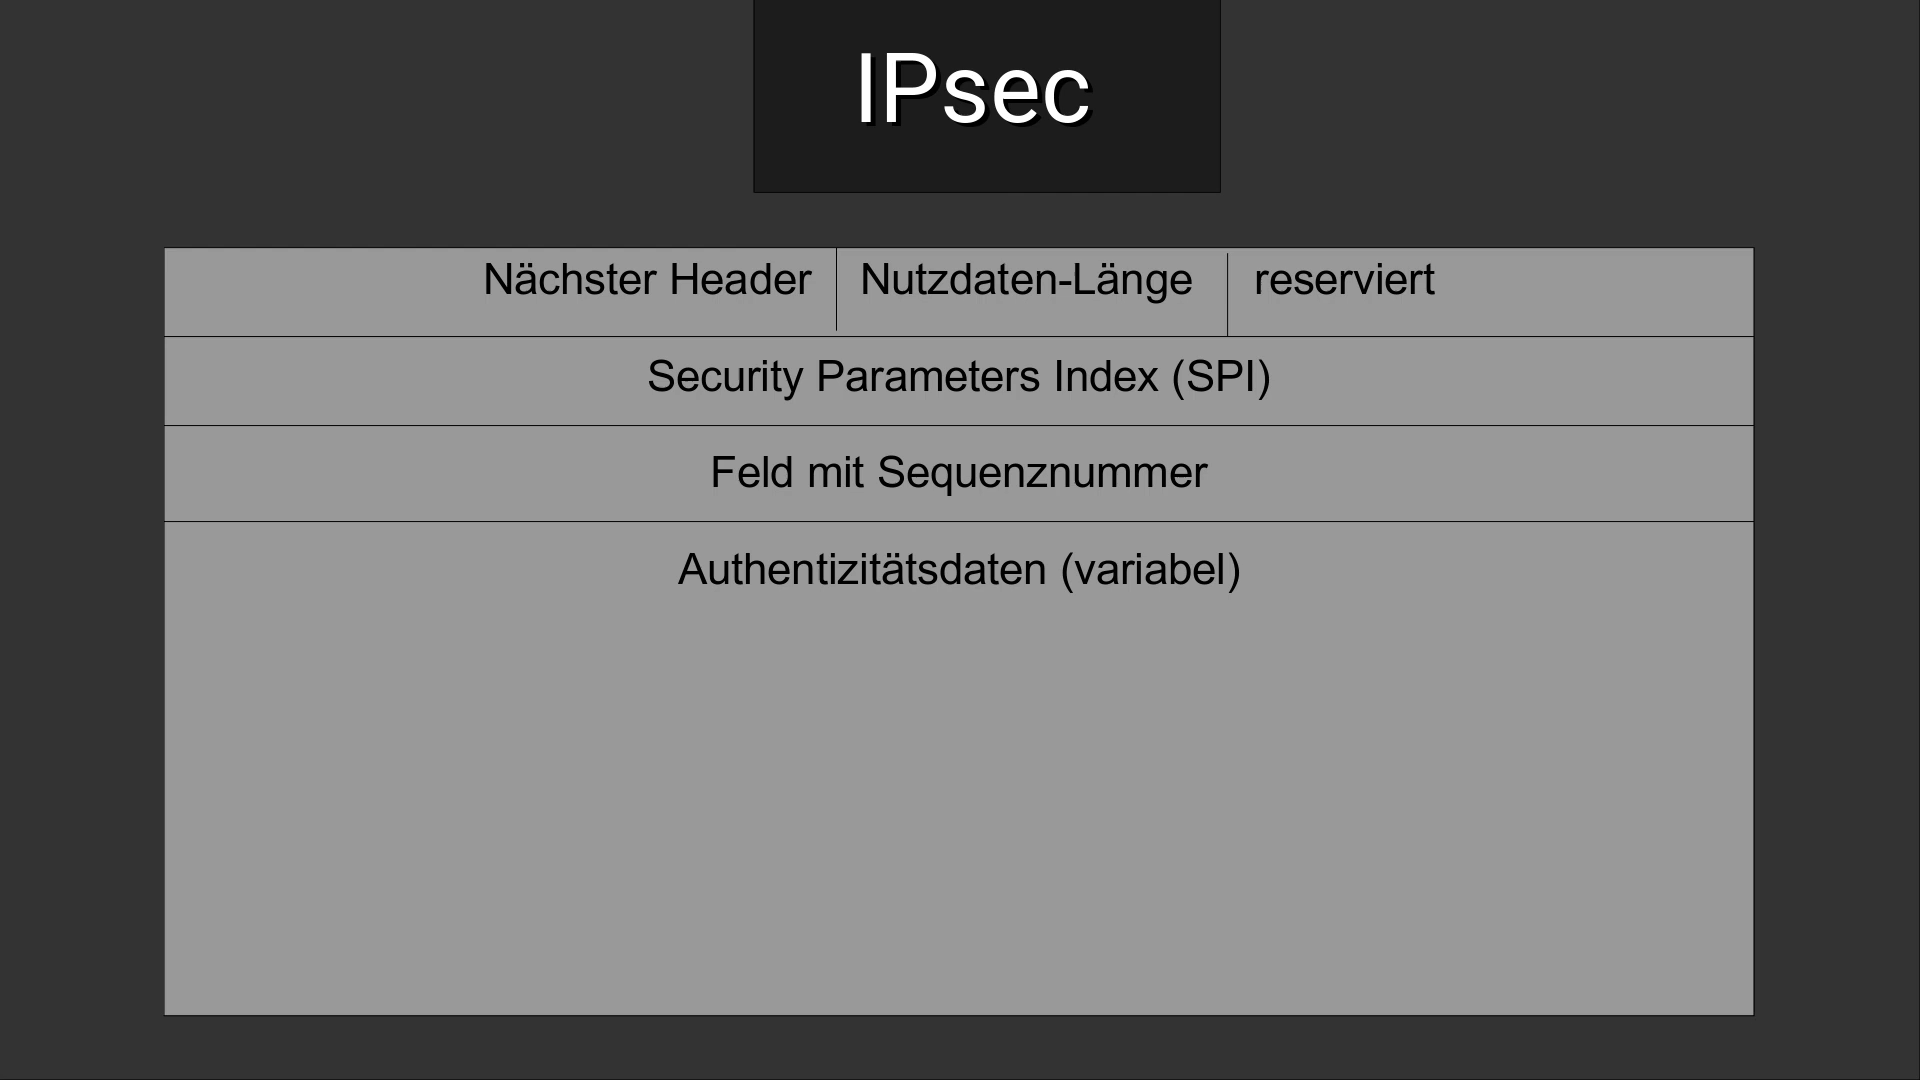 IPsec
Nächster Header Nutzdaten-Länge reserviert
Security Parameters Index (SPI)
Feld mit Sequenznummer
Authentizitätsdaten (variabel)